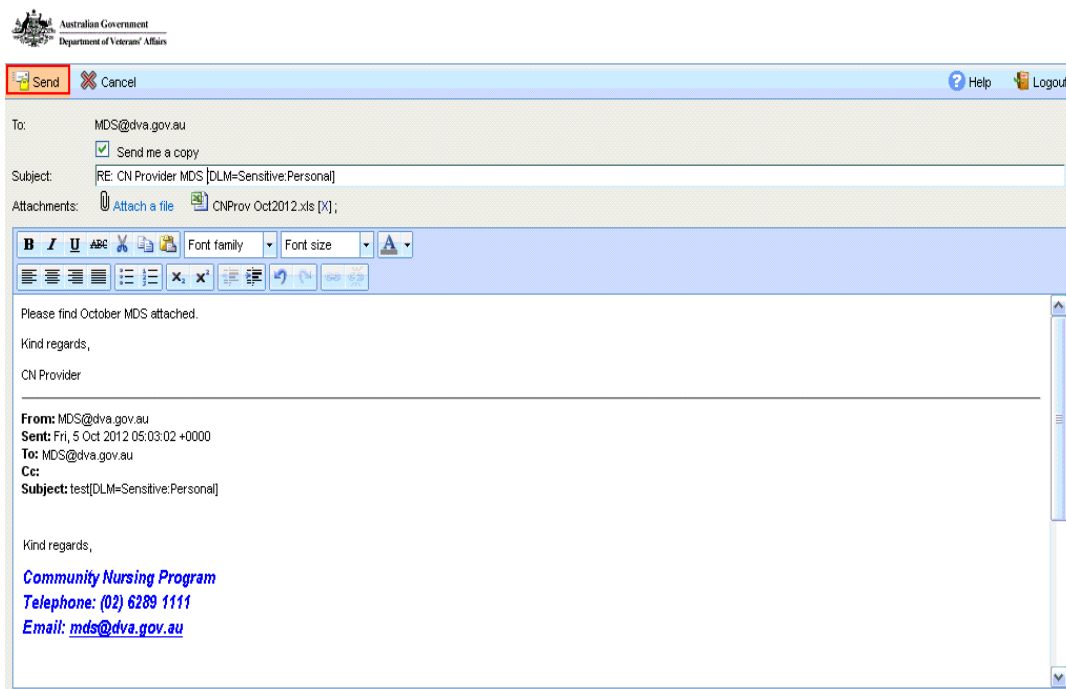 Australian Government
Department of Veterans' Affairs
Send Cancel Help Logout
To: MDS@dva.gov.au
Send me a copy
Subject: RE: CN Provider MDS [DLM=Sensitive:Personal]
Attachments: Attach a file CNProv Oct2012.xls [X] ;
B I U ABC Font family Font size A
x₂ x²
Please find October MDS attached.
Kind regards,
CN Provider
From: MDS@dva.gov.au
Sent: Fri, 5 Oct 2012 05:03:02 +0000
To: MDS@dva.gov.au
Cc:
Subject: test[DLM=Sensitive:Personal]
Kind regards,
Community Nursing Program
Telephone: (02) 6289 1111
Email: mds@dva.gov.au